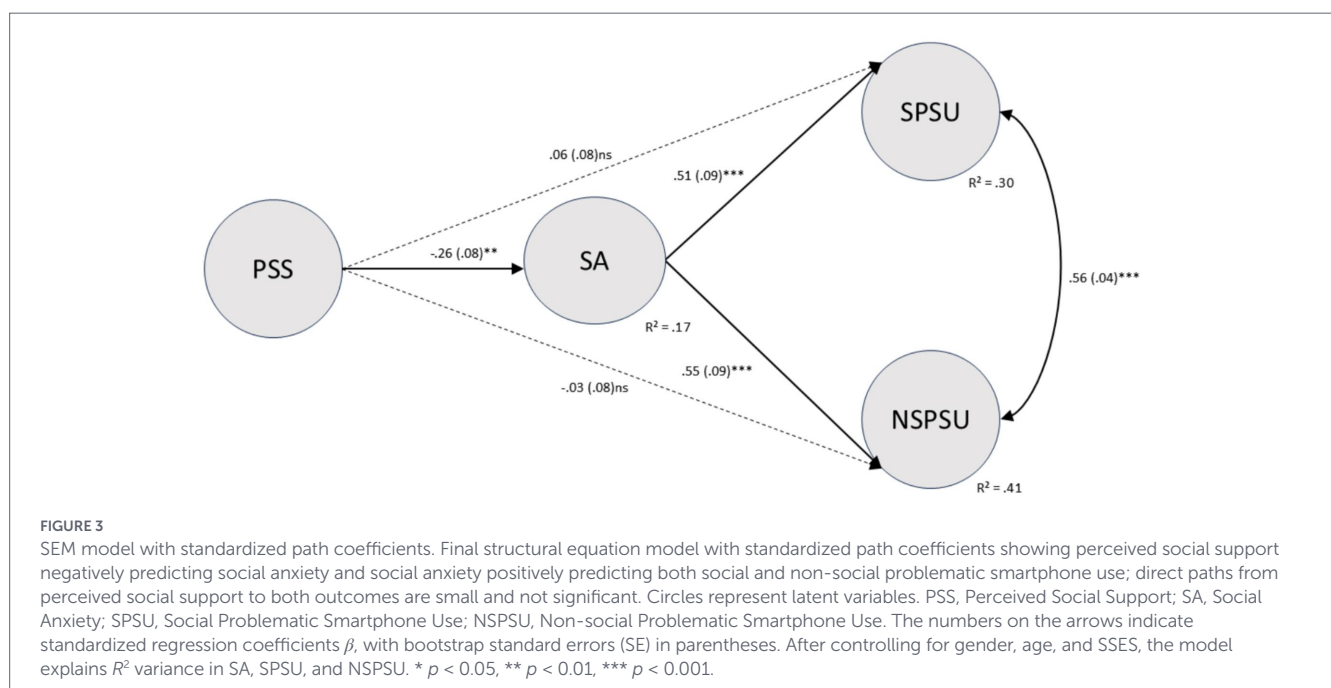 SPSU
.06 (.08)ns
.51 (.09)***
R² = .30
-.26 (.08)**
PSS
SA
.56 (.04)***
R² = .17
.55 (.09)***
-.03 (.08)ns
NSPSU
R² = .41
FIGURE 3
SEM model with standardized path coefficients. Final structural equation model with standardized path coefficients showing perceived social support
negatively predicting social anxiety and social anxiety positively predicting both social and non-social problematic smartphone use; direct paths from
perceived social support to both outcomes are small and not significant. Circles represent latent variables. PSS, Perceived Social Support; SA, Social
Anxiety; SPSU, Social Problematic Smartphone Use; NSPSU, Non-social Problematic Smartphone Use. The numbers on the arrows indicate
standardized regression coefficients β, with bootstrap standard errors (SE) in parentheses. After controlling for gender, age, and SSES, the model
explains R² variance in SA, SPSU, and NSPSU. * p < 0.05, ** p < 0.01, *** p < 0.001.